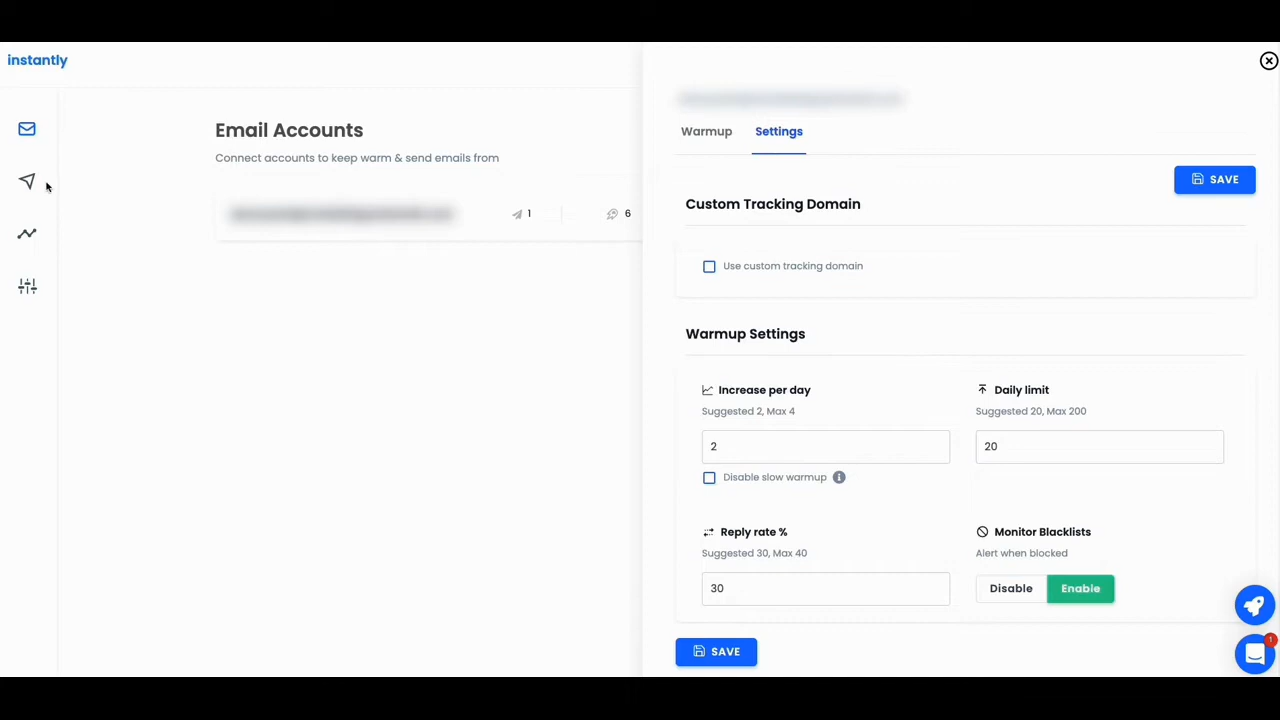 instantly
Email Accounts
Connect accounts to keep warm & send emails from
1
6
Warmup
Settings
SAVE
Custom Tracking Domain
Use custom tracking domain
Warmup Settings
Increase per day
Suggested 2, Max 4
2
Disable slow warmup
Daily limit
Suggested 20, Max 200
20
Reply rate %
Suggested 30, Max 40
30
Monitor Blacklists
Alert when blocked
Disable
Enable
SAVE
1